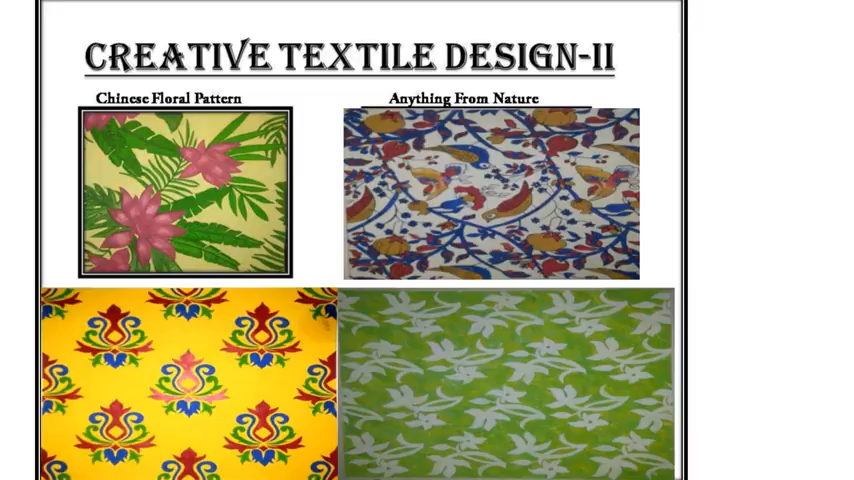 CREATIVE TEXTILE DESIGN-II
Chinese Floral Pattern
Anything From Nature